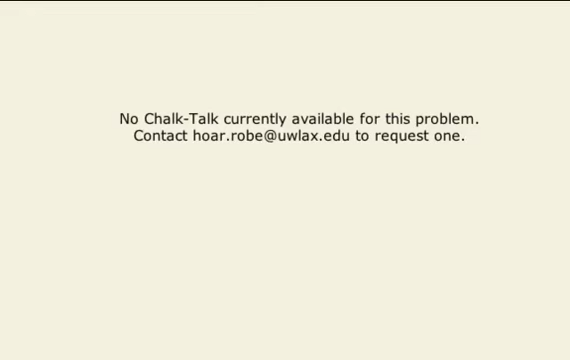 No Chalk-Talk currently available for this problem.
Contact hoar.robe@uwlax.edu to request one.